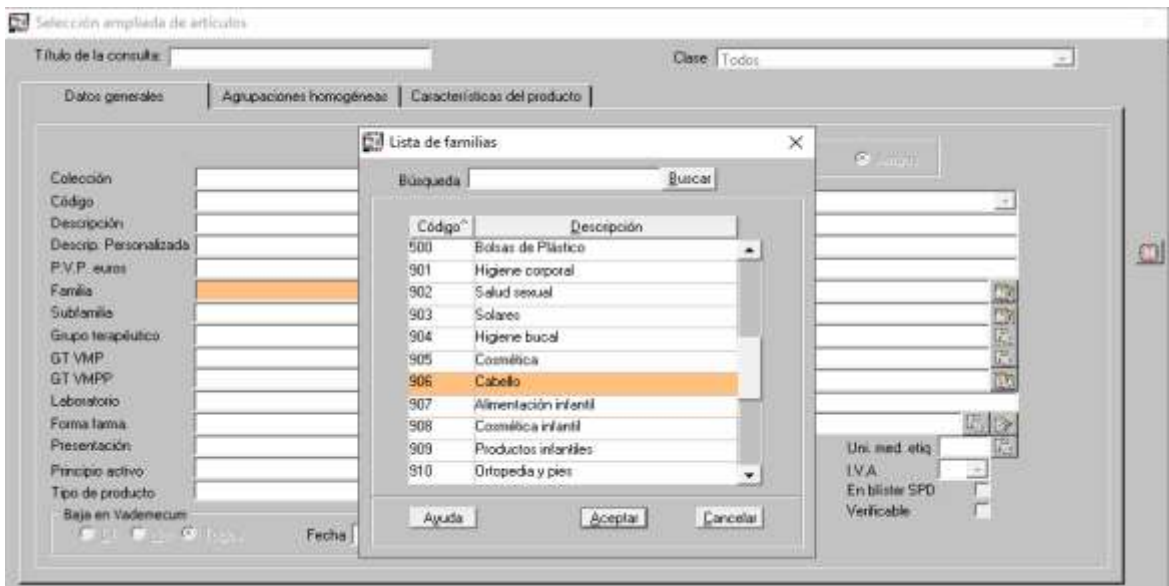 Selección ampliada de artículos
Título de la consulta:
Clase Todos
Datos generales Agrupaciones homogéneas Características del producto
Lista de familias
Búsqueda Buscar
Colección
Código
Descripción
Descrip. Personalizada
P.V.P. euros
Familia
Subfamilia
Grupo terapéutico
GT VMP
GT VMPP
Laboratorio
Forma farma.
Presentación
Principio activo
Tipo de producto
Baja en Vademecum
Fecha
Código^ Descripción
500 Bolsas de Plástico
901 Higiene corporal
902 Salud sexual
903 Solares
904 Higiene bucal
905 Cosmética
906 Cabello
907 Alimentación infantil
908 Cosmética infantil
909 Productos infantiles
910 Ortopedia y pies
Ayuda Aceptar Cancelar
Uni. med. etiq
I.V.A.
En blíster SPD
Verificable